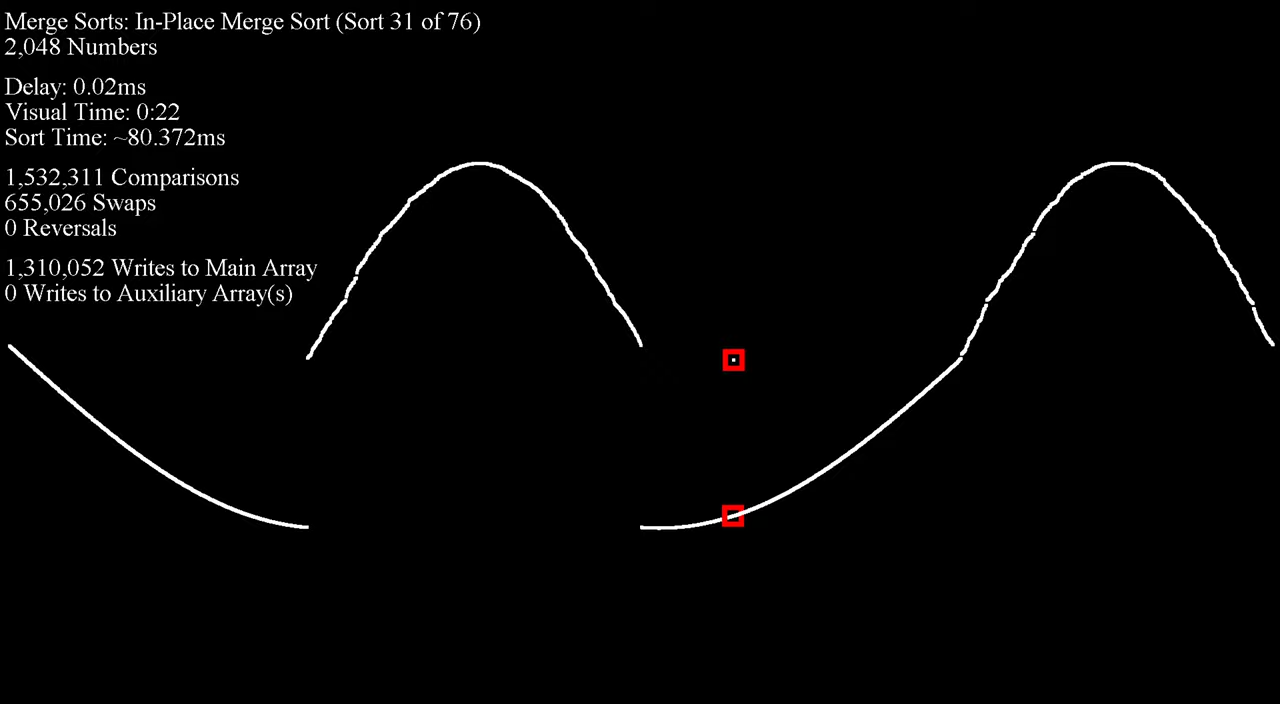 Merge Sorts: In-Place Merge Sort (Sort 31 of 76)
2,048 Numbers
Delay: 0.02ms
Visual Time: 0:22
Sort Time: ~80.372ms
1,532,311 Comparisons
655,026 Swaps
0 Reversals
1,310,052 Writes to Main Array
0 Writes to Auxiliary Array(s)